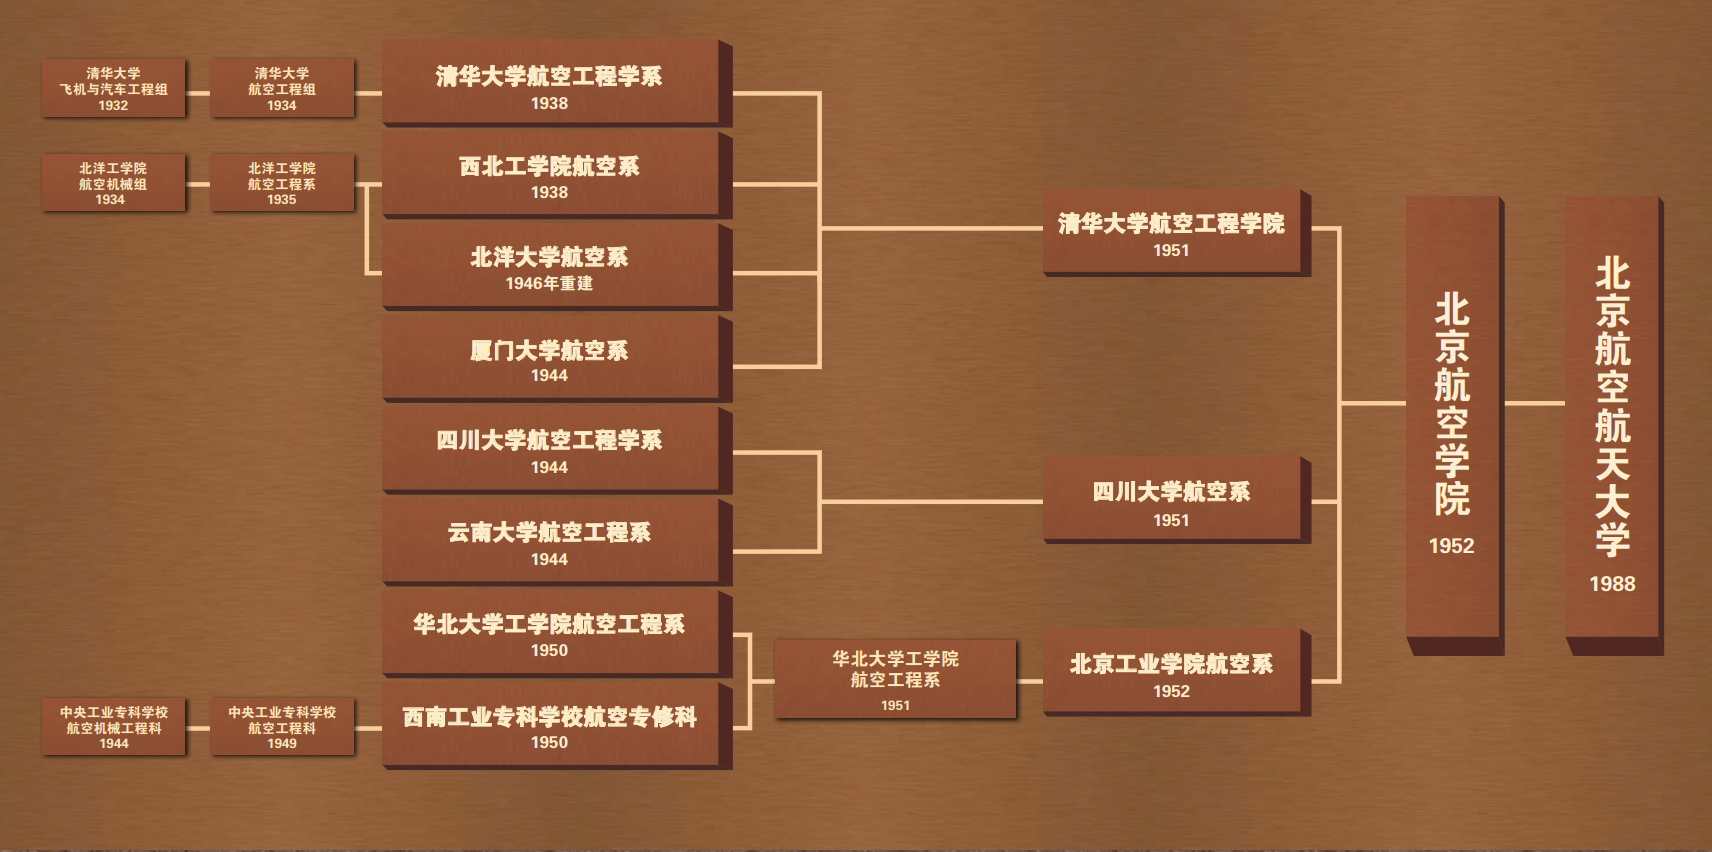 清华大学
飞机与汽车工程组
1932
清华大学
航空工程组
1934
清华大学航空工程学系
1938
北洋工学院
航空机械组
1934
北洋工学院
航空工程系
1935
西北工学院航空系
1938
北洋大学航空系
1946年重建
厦门大学航空系
1944
四川大学航空工程学系
1944
云南大学航空工程系
1944
华北大学工学院航空工程系
1950
中央工业专科学校
航空机械工程科
1944
中央工业专科学校
航空工程科
1949
西南工业专科学校航空专修科
1950
华北大学工学院
航空工程系
1951
清华大学航空工程学院
1951
四川大学航空系
1951
北京工业学院航空系
1952
北京航空学院
1952
北京航空航天大学
1988